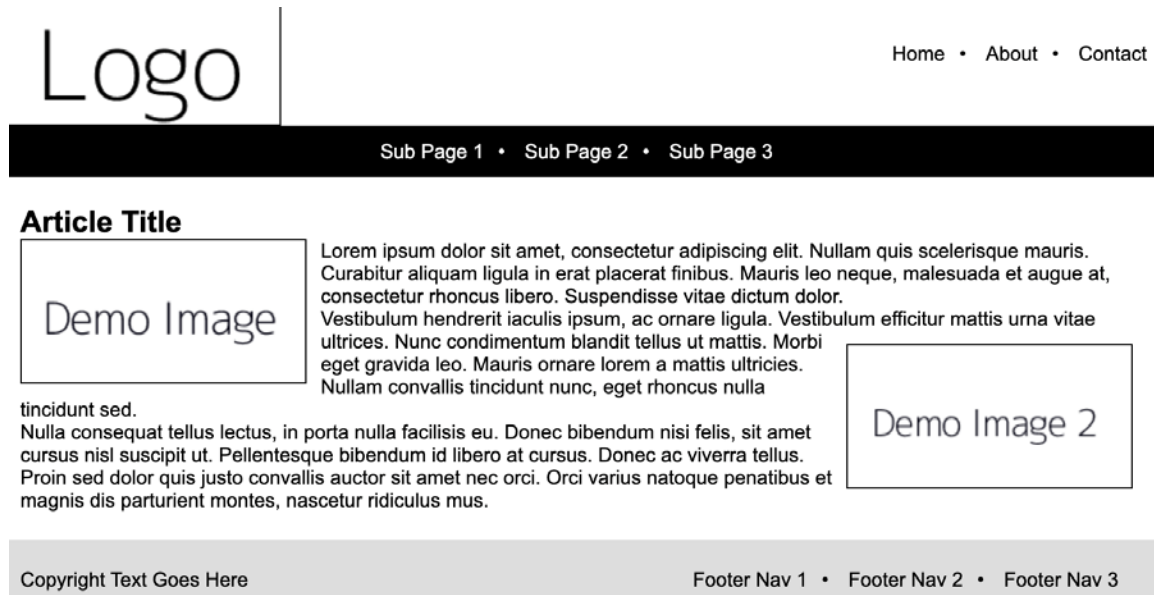 Logo
Home • About • Contact
Sub Page 1 • Sub Page 2 • Sub Page 3
Article Title
Demo Image
Lorem ipsum dolor sit amet, consectetur adipiscing elit. Nullam quis scelerisque mauris.
Curabitur aliquam ligula in erat placerat finibus. Mauris leo neque, malesuada et augue at,
consectetur rhoncus libero. Suspendisse vitae dictum dolor.
Vestibulum hendrerit iaculis ipsum, ac ornare ligula. Vestibulum efficitur mattis urna vitae
ultrices. Nunc condimentum blandit tellus ut mattis. Morbi
eget gravida leo. Mauris ornare lorem a mattis ultricies.
Nullam convallis tincidunt nunc, eget rhoncus nulla
tincidunt sed.
Demo Image 2
Nulla consequat tellus lectus, in porta nulla facilisis eu. Donec bibendum nisi felis, sit amet
cursus nisl suscipit ut. Pellentesque bibendum id libero at cursus. Donec ac viverra tellus.
Proin sed dolor quis justo convallis auctor sit amet nec orci. Orci varius natoque penatibus et
magnis dis parturient montes, nascetur ridiculus mus.
Copyright Text Goes Here
Footer Nav 1 • Footer Nav 2 • Footer Nav 3